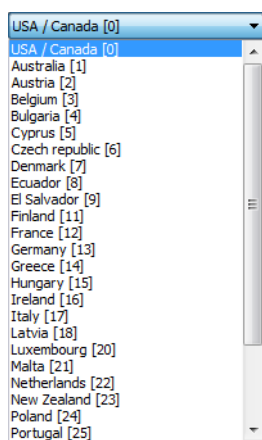 USA / Canada [0]
USA / Canada [0]
Australia [1]
Austria [2]
Belgium [3]
Bulgaria [4]
Cyprus [5]
Czech republic [6]
Denmark [7]
Ecuador [8]
El Salvador [9]
Finland [11]
France [12]
Germany [13]
Greece [14]
Hungary [15]
Ireland [16]
Italy [17]
Latvia [18]
Luxembourg [20]
Malta [21]
Netherlands [22]
New Zealand [23]
Poland [24]
Portugal [25]